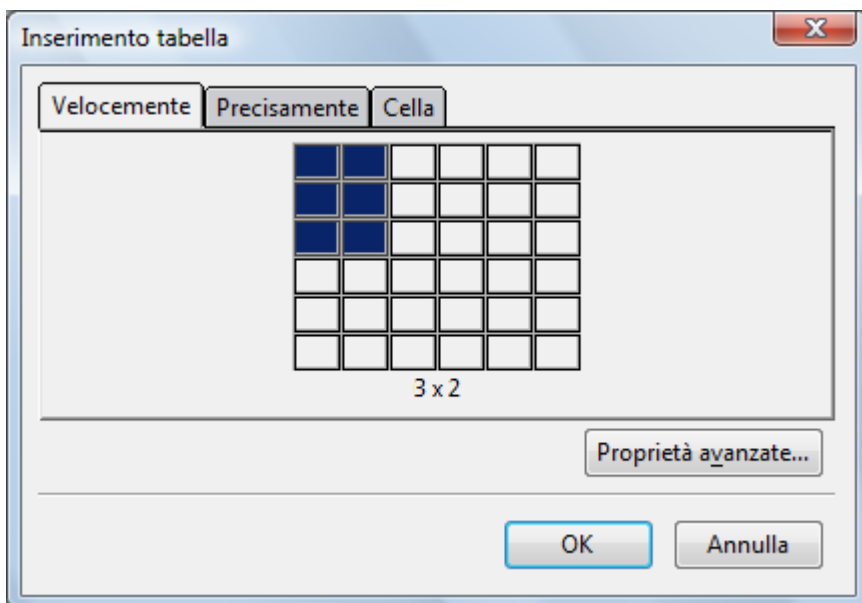 Inserimento tabella
Velocemente Precisamente Cella
3 x 2
Proprietà avanzate...
OK Annulla